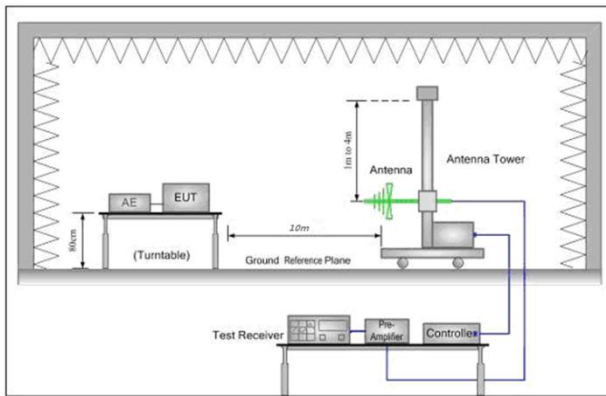 1m to 4m
Antenna
Antenna Tower
AE
EUT
80cm
(Turntable)
10m
Ground Reference Plane
Test Receiver
Pre-
Amplifier
Controller